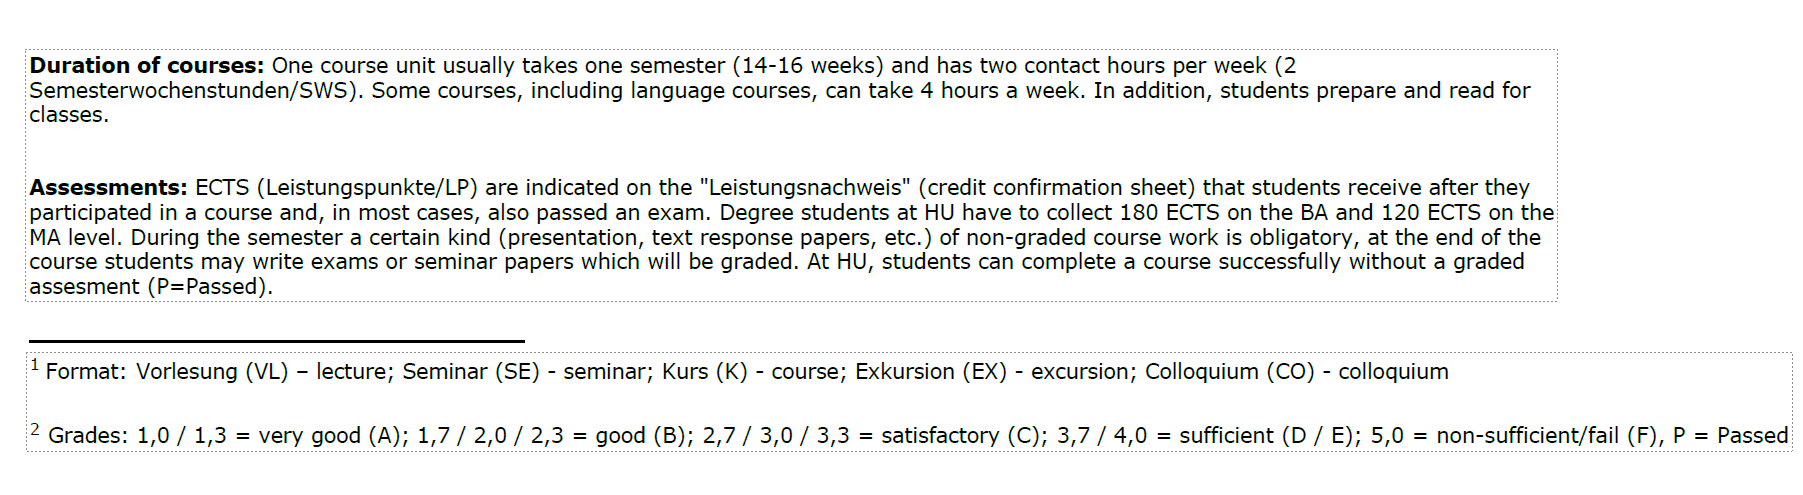 Duration of courses: One course unit usually takes one semester (14-16 weeks) and has two contact hours per week (2
Semesterwochenstunden/SWS). Some courses, including language courses, can take 4 hours a week. In addition, students prepare and read for
classes.
Assessments: ECTS (Leistungspunkte/LP) are indicated on the "Leistungsnachweis" (credit confirmation sheet) that students receive after they
participated in a course and, in most cases, also passed an exam. Degree students at HU have to collect 180 ECTS on the BA and 120 ECTS on the
MA level. During the semester a certain kind (presentation, text response papers, etc.) of non-graded course work is obligatory, at the end of the
course students may write exams or seminar papers which will be graded. At HU, students can complete a course successfully without a graded
assesment (P=Passed).
1 Format: Vorlesung (VL) – lecture; Seminar (SE) - seminar; Kurs (K) - course; Exkursion (EX) - excursion; Colloquium (CO) - colloquium
2 Grades: 1,0 / 1,3 = very good (A); 1,7 / 2,0 / 2,3 = good (B); 2,7 / 3,0 / 3,3 = satisfactory (C); 3,7 / 4,0 = sufficient (D / E); 5,0 = non-sufficient/fail (F), P = Passed